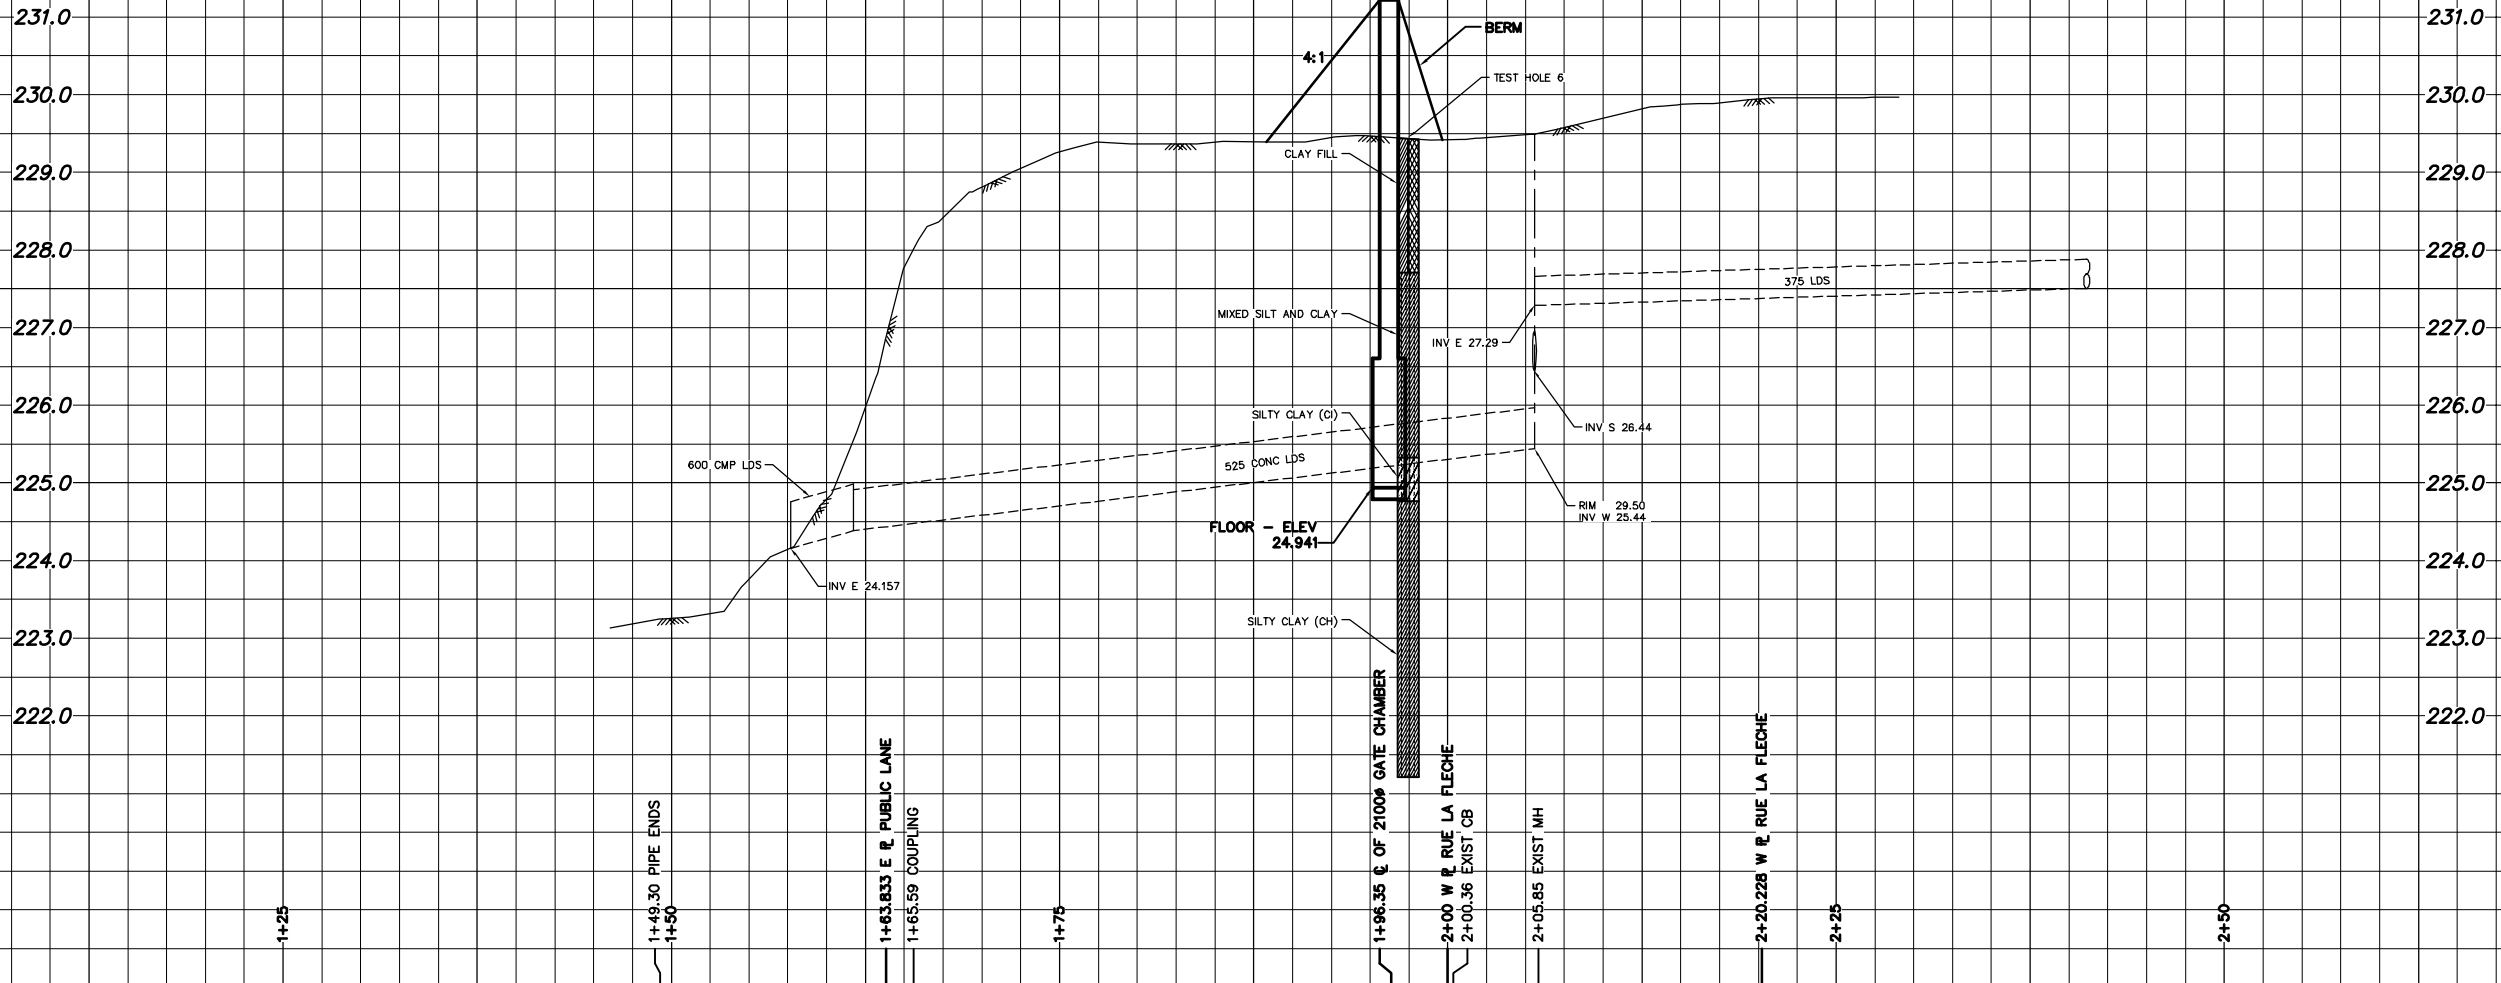 231.0
231.0
BERM
4:1
TEST HOLE 6
230.0
230.0
CLAY FILL
229.0
229.0
228.0
228.0
375 LDS
MIXED SILT AND CLAY
227.0
227.0
INV E 27.29
226.0
226.0
SILTY CLAY (CI)
INV S 26.44
600 CMP LDS
525 CONC LDS
225.0
225.0
RIM 29.50
INV W 25.44
FLOOR - ELEV
24.941
224.0
224.0
INV E 24.157
SILTY CLAY (CH)
223.0
223.0
222.0
222.0
1+25
1+49.30 PIPE ENDS
1+50
1+63.833 E PL PUBLIC LANE
1+65.59 COUPLING
1+75
1+96.35 CL OF 2100ø GATE CHAMBER
2+00 W PL RUE LA FLECHE
2+00.36 EXIST CB
2+05.85 EXIST MH
2+20.228 W PL RUE LA FLECHE
2+25
2+50